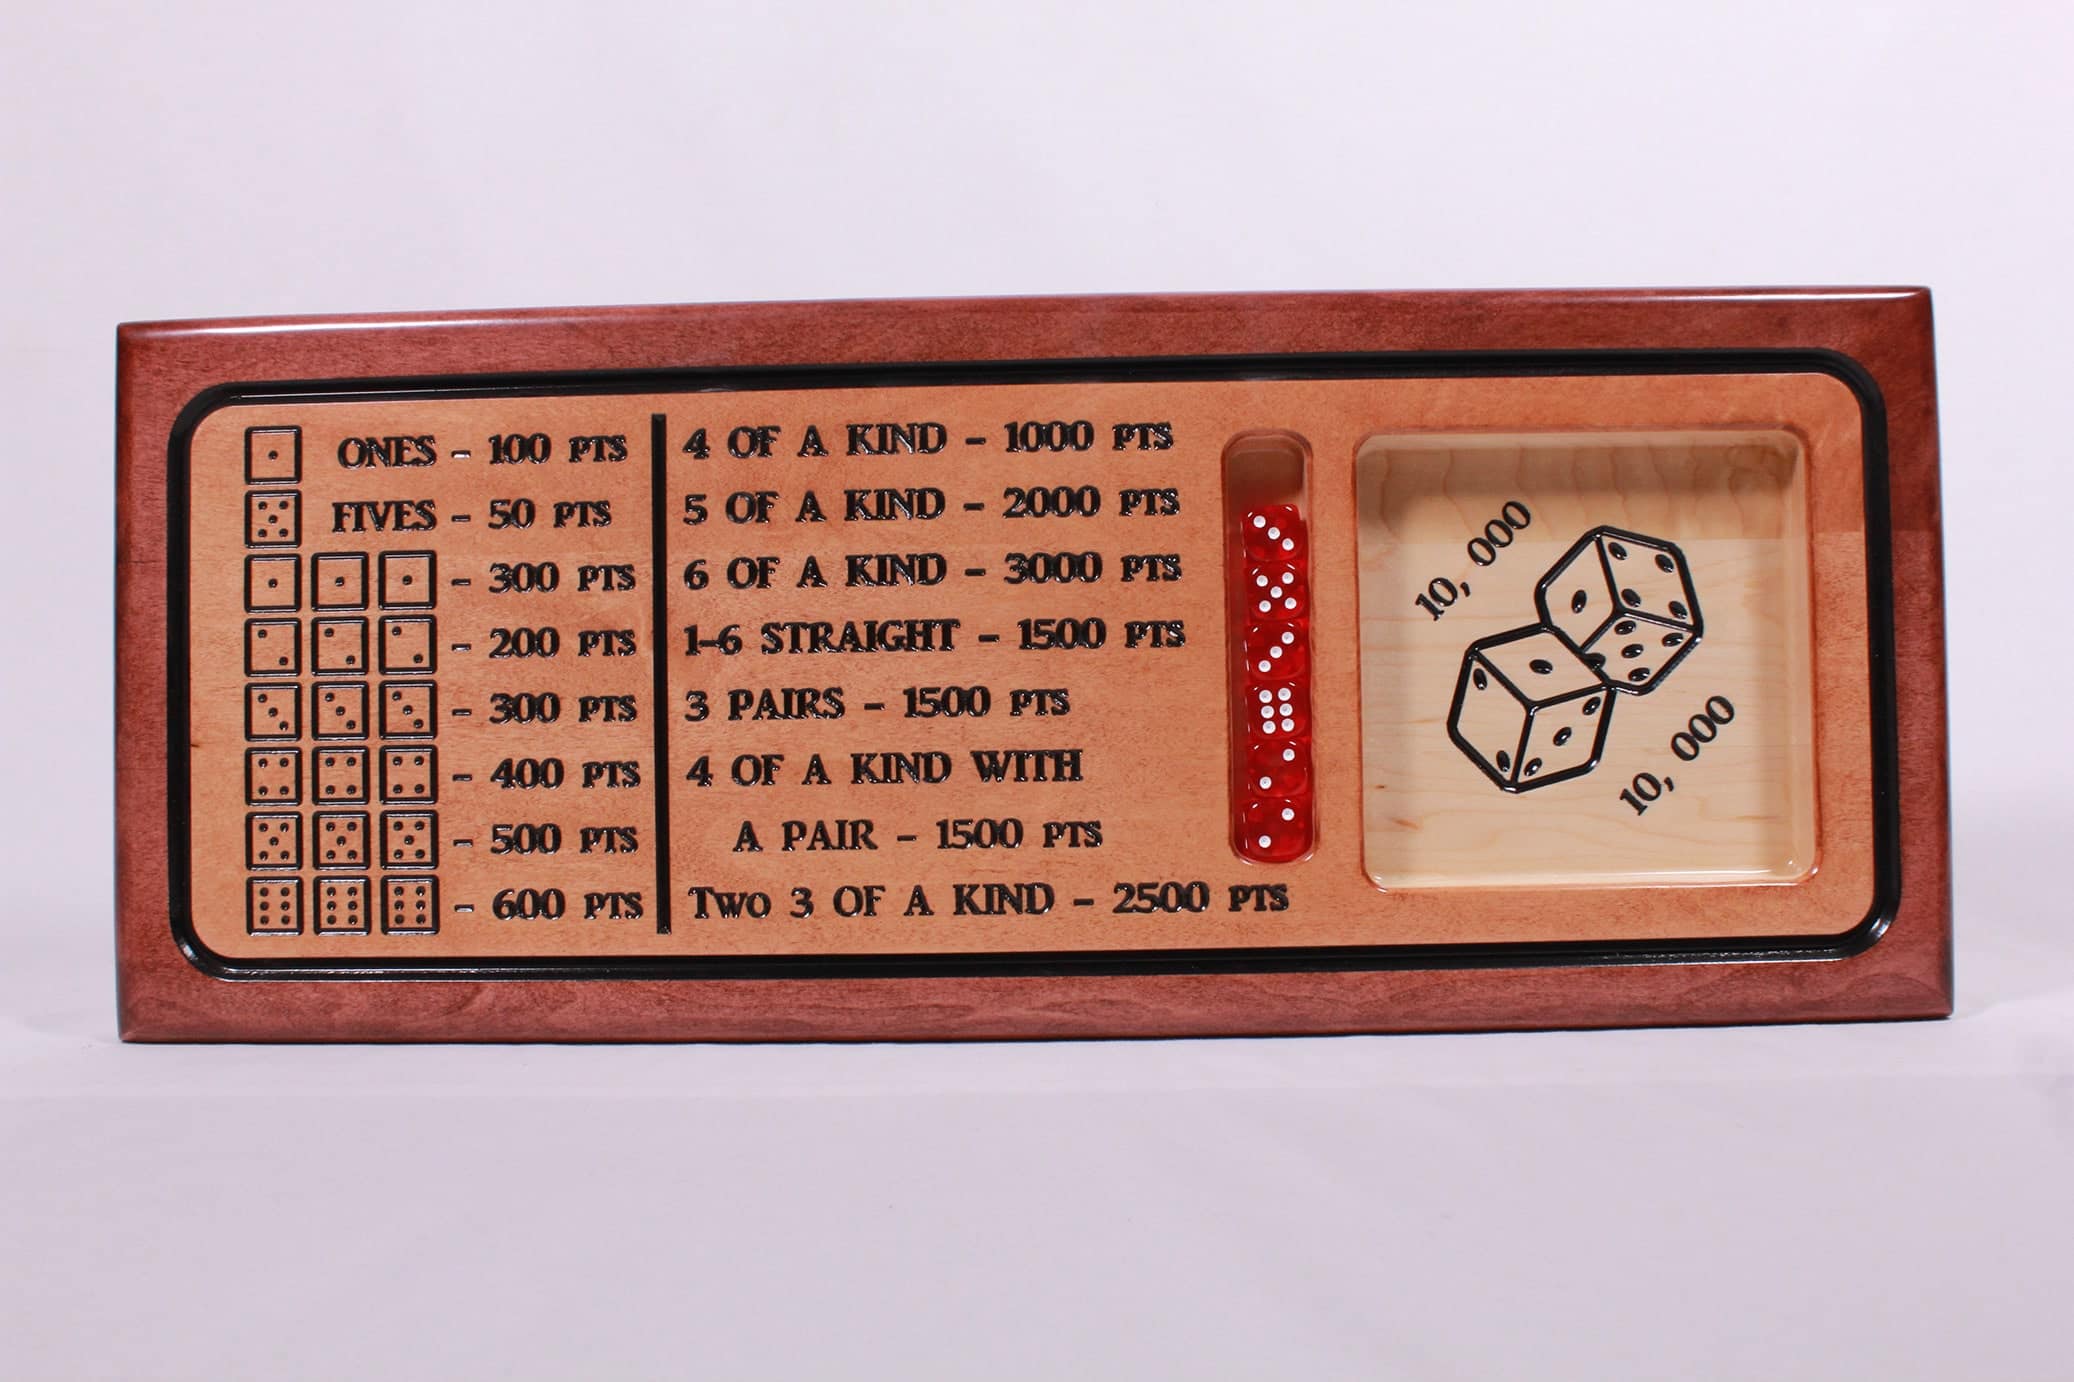 ONES - 100 PTS
FIVES - 50 PTS
- 300 PTS
- 200 PTS
- 300 PTS
- 400 PTS
- 500 PTS
- 600 PTS
4 OF A KIND - 1000 PTS
5 OF A KIND - 2000 PTS
6 OF A KIND - 3000 PTS
1-6 STRAIGHT - 1500 PTS
3 PAIRS - 1500 PTS
4 OF A KIND WITH
A PAIR - 1500 PTS
Two 3 OF A KIND - 2500 PTS
10, 000
10, 000